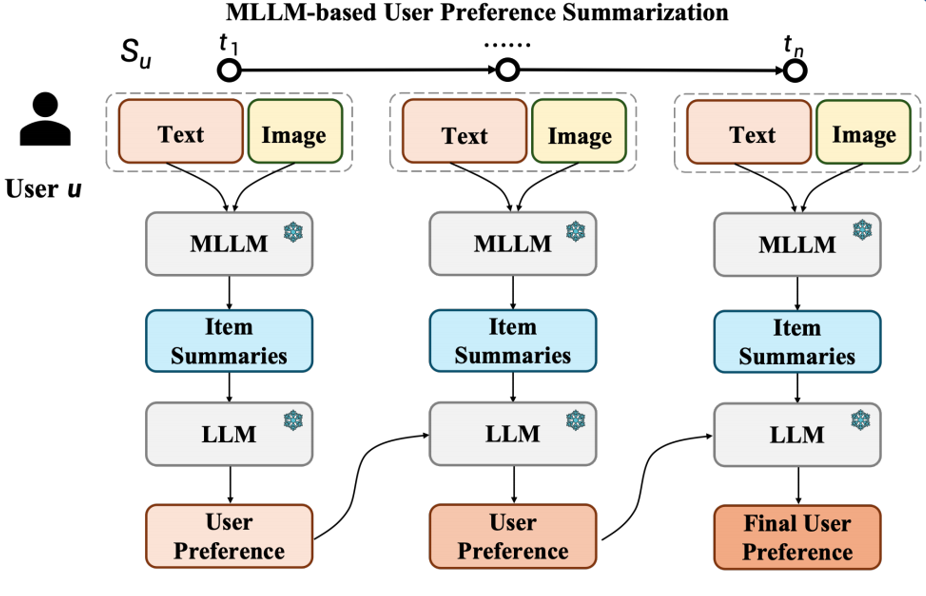 MLLM-based User Preference Summarization
S_u
t_1
......
t_n
Text
Image
Text
Image
Text
Image
User u
MLLM
MLLM
MLLM
Item
Summaries
Item
Summaries
Item
Summaries
LLM
LLM
LLM
User
Preference
User
Preference
Final User
Preference